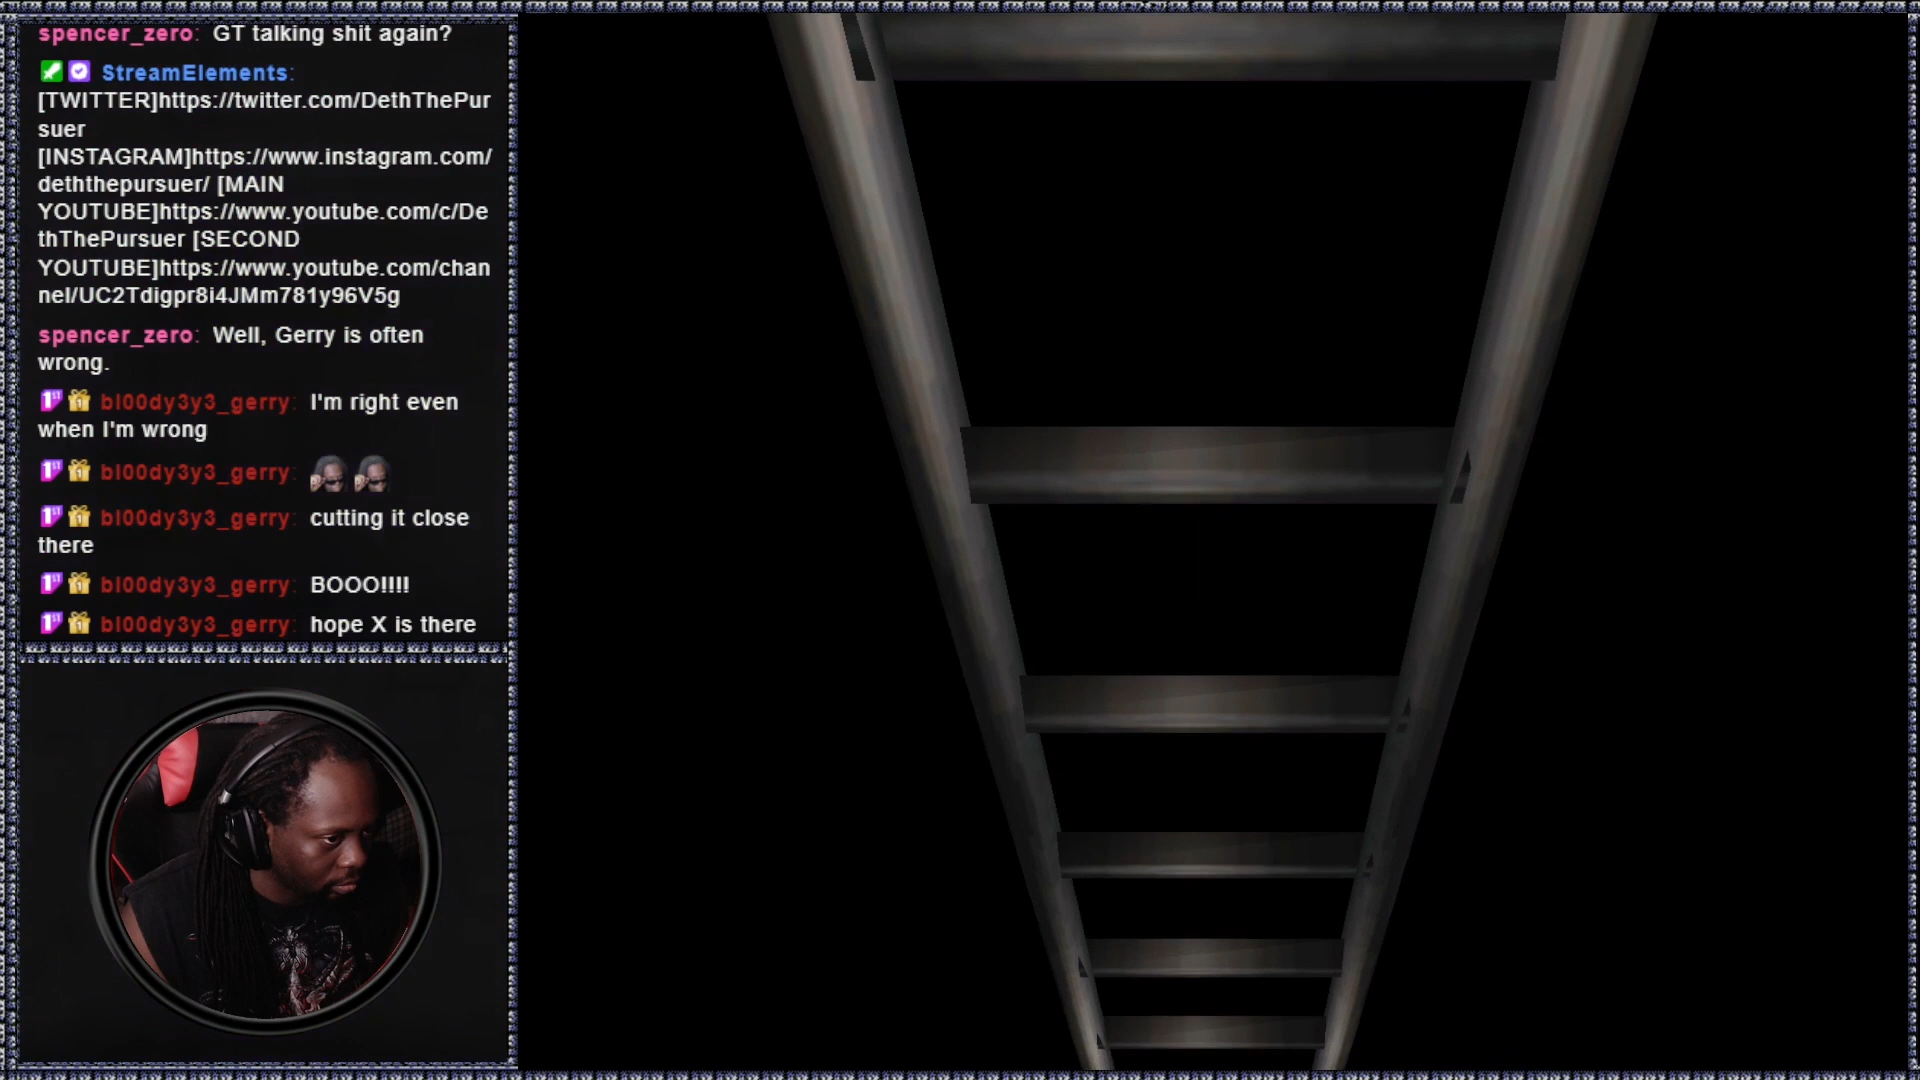 spencer_zero: GT talking shit again?
StreamElements:
[TWITTER]https://twitter.com/DethThePur
suer
[INSTAGRAM]https://www.instagram.com/
deththepursuer/ [MAIN
YOUTUBE]https://www.youtube.com/c/De
thThePursuer [SECOND
YOUTUBE]https://www.youtube.com/chan
nel/UC2Tdigpr8i4JMm781y96V5g
spencer_zero: Well, Gerry is often
wrong.
bl00dy3y3_gerry: I'm right even
when I'm wrong
bl00dy3y3_gerry:
bl00dy3y3_gerry: cutting it close
there
bl00dy3y3_gerry: BOOO!!!!
bl00dy3y3_gerry: hope X is there